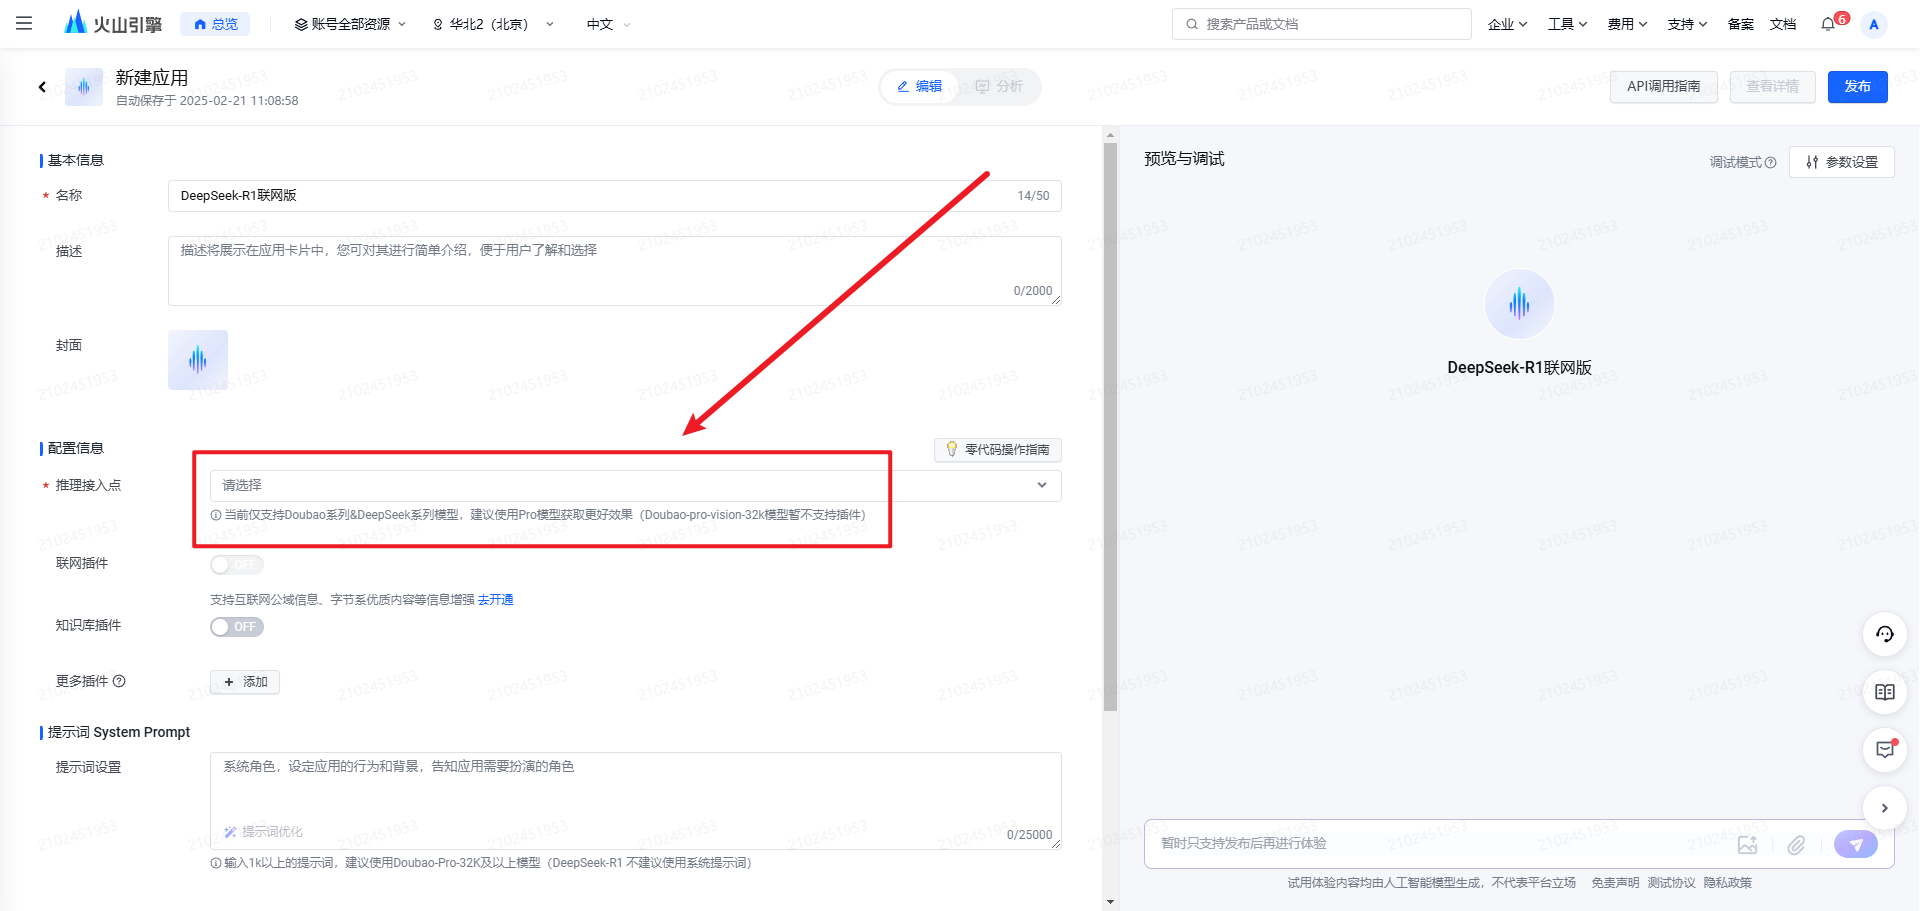 火山引擎
总览
账号全部资源
华北2（北京）
中文
搜索产品或文档
企业
工具
费用
支持
备案
文档
6
A
新建应用
自动保存于 2025-02-21 11:08:58
编辑
分析
API调用指南
查看详情
发布
基本信息
* 名称
DeepSeek-R1联网版
14/50
描述
描述将展示在应用卡片中，您可对其进行简单介绍，便于用户了解和选择
0/2000
封面
配置信息
零代码操作指南
* 推理接入点
请选择
当前仅支持Doubao系列&DeepSeek系列模型，建议使用Pro模型获取更好效果（Doubao-pro-vision-32k模型暂不支持插件）
联网插件
OFF
支持互联网公域信息、字节系优质内容等信息增强 去开通
知识库插件
OFF
更多插件
+ 添加
提示词 System Prompt
提示词设置
系统角色，设定应用的行为和背景，告知应用需要扮演的角色
提示词优化
0/25000
输入1k以上的提示词，建议使用Doubao-Pro-32K及以上模型（DeepSeek-R1 不建议使用系统提示词）
预览与调试
调试模式
参数设置
DeepSeek-R1联网版
暂时只支持发布后再进行体验
试用体验内容均由人工智能模型生成，不代表平台立场 免责声明 测试协议 隐私政策
2102451953